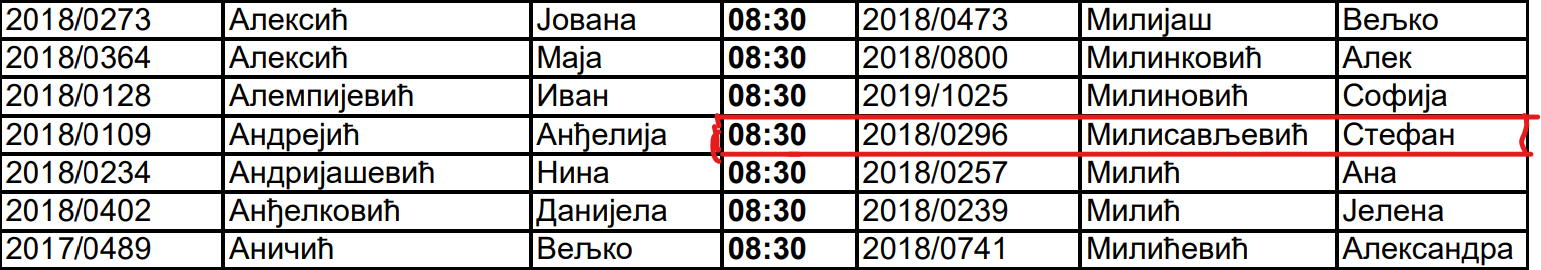 2018/0273 Алексић Јована 08:30 2018/0473 Милијаш Вељко
2018/0364 Алексић Маја 08:30 2018/0800 Милинковић Алек
2018/0128 Алемпијевић Иван 08:30 2019/1025 Милиновић Софија
2018/0109 Андрејић Анђелија 08:30 2018/0296 Милисављевић Стефан
2018/0234 Андријашевић Нина 08:30 2018/0257 Милић Ана
2018/0402 Анђелковић Данијела 08:30 2018/0239 Милић Јелена
2017/0489 Аничић Вељко 08:30 2018/0741 Милићевић Александра